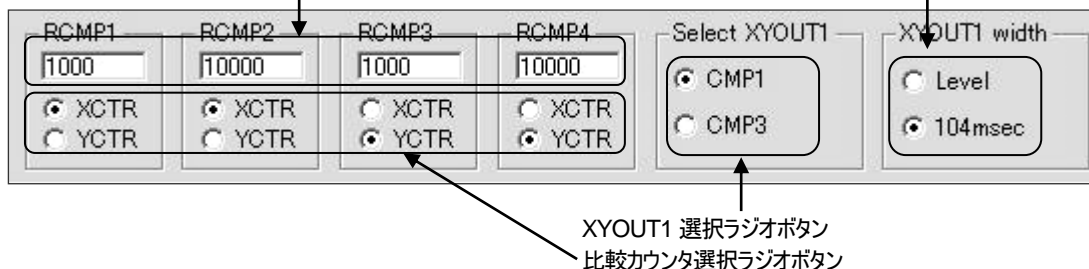 RCMP1 RCMP2 RCMP3 RCMP4 Select XYOUT1 XYOUT1 width
1000 10000 1000 10000
CMP1 Level
XCTR XCTR XCTR XCTR
CMP3 104msec
YCTR YCTR YCTR YCTR
XYOUT1 選択ラジオボタン
比較カウンタ選択ラジオボタン